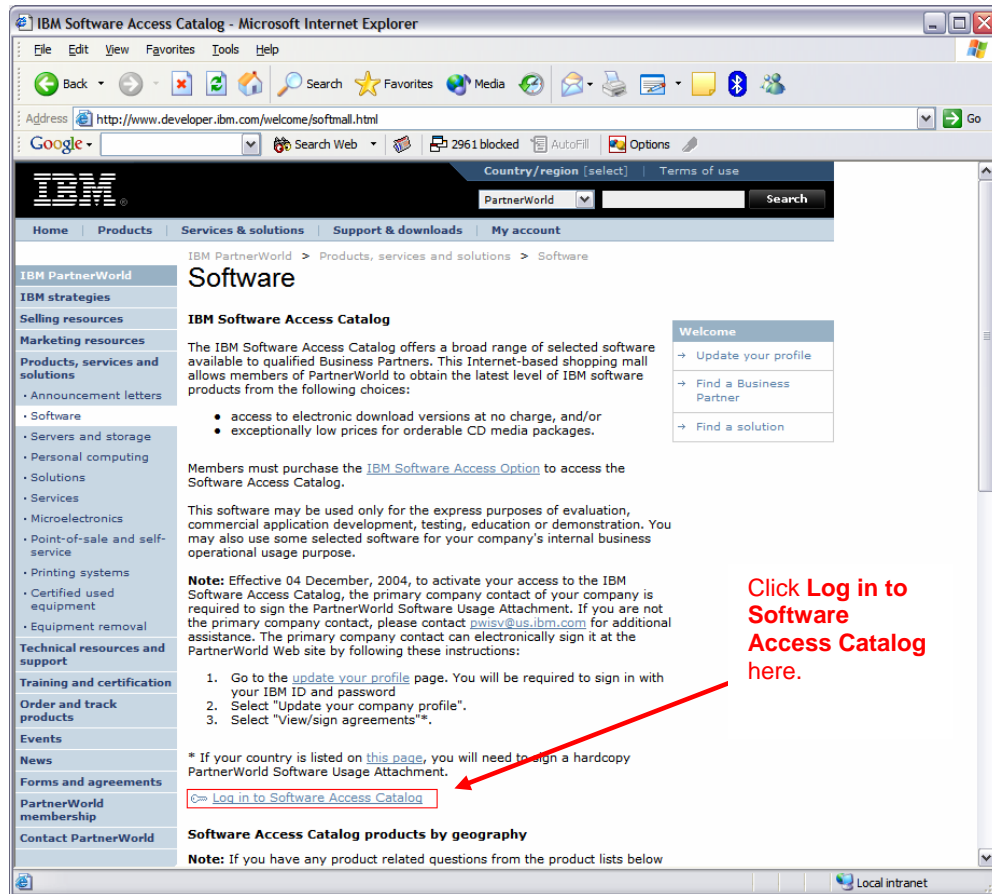 IBM Software Access Catalog - Microsoft Internet Explorer
File Edit View Favorites Tools Help
Back Search Favorites Media
Address http://www.developer.ibm.com/welcome/softmall.html Go
Google Search Web 2961 blocked AutoFill Options
Country/region [select] | Terms of use
IBM®
PartnerWorld Search
Home | Products | Services & solutions | Support & downloads | My account
IBM PartnerWorld
IBM strategies
Selling resources
Marketing resources
Products, services and
solutions
• Announcement letters
• Software
• Servers and storage
• Personal computing
• Solutions
• Services
• Microelectronics
• Point-of-sale and self-
service
• Printing systems
• Certified used
equipment
• Equipment removal
Technical resources and
support
Training and certification
Order and track
products
Events
News
Forms and agreements
PartnerWorld
membership
Contact PartnerWorld
IBM PartnerWorld > Products, services and solutions > Software
Software
IBM Software Access Catalog
The IBM Software Access Catalog offers a broad range of selected software
available to qualified Business Partners. This Internet-based shopping mall
allows members of PartnerWorld to obtain the latest level of IBM software
products from the following choices:
• access to electronic download versions at no charge, and/or
• exceptionally low prices for orderable CD media packages.
Members must purchase the IBM Software Access Option to access the
Software Access Catalog.
This software may be used only for the express purposes of evaluation,
commercial application development, testing, education or demonstration. You
may also use some selected software for your company's internal business
operational usage purpose.
Note: Effective 04 December, 2004, to activate your access to the IBM
Software Access Catalog, the primary company contact of your company is
required to sign the PartnerWorld Software Usage Attachment. If you are not
the primary company contact, please contact pwisv@us.ibm.com for additional
assistance. The primary company contact can electronically sign it at the
PartnerWorld Web site by following these instructions:
1. Go to the update your profile page. You will be required to sign in with
your IBM ID and password
2. Select "Update your company profile".
3. Select "View/sign agreements"*.
* If your country is listed on this page, you will need to sign a hardcopy
PartnerWorld Software Usage Attachment.
Log in to Software Access Catalog
Software Access Catalog products by geography
Note: If you have any product related questions from the product lists below
Welcome
→ Update your profile
→ Find a Business
Partner
→ Find a solution
Click Log in to
Software
Access Catalog
here.
Local intranet